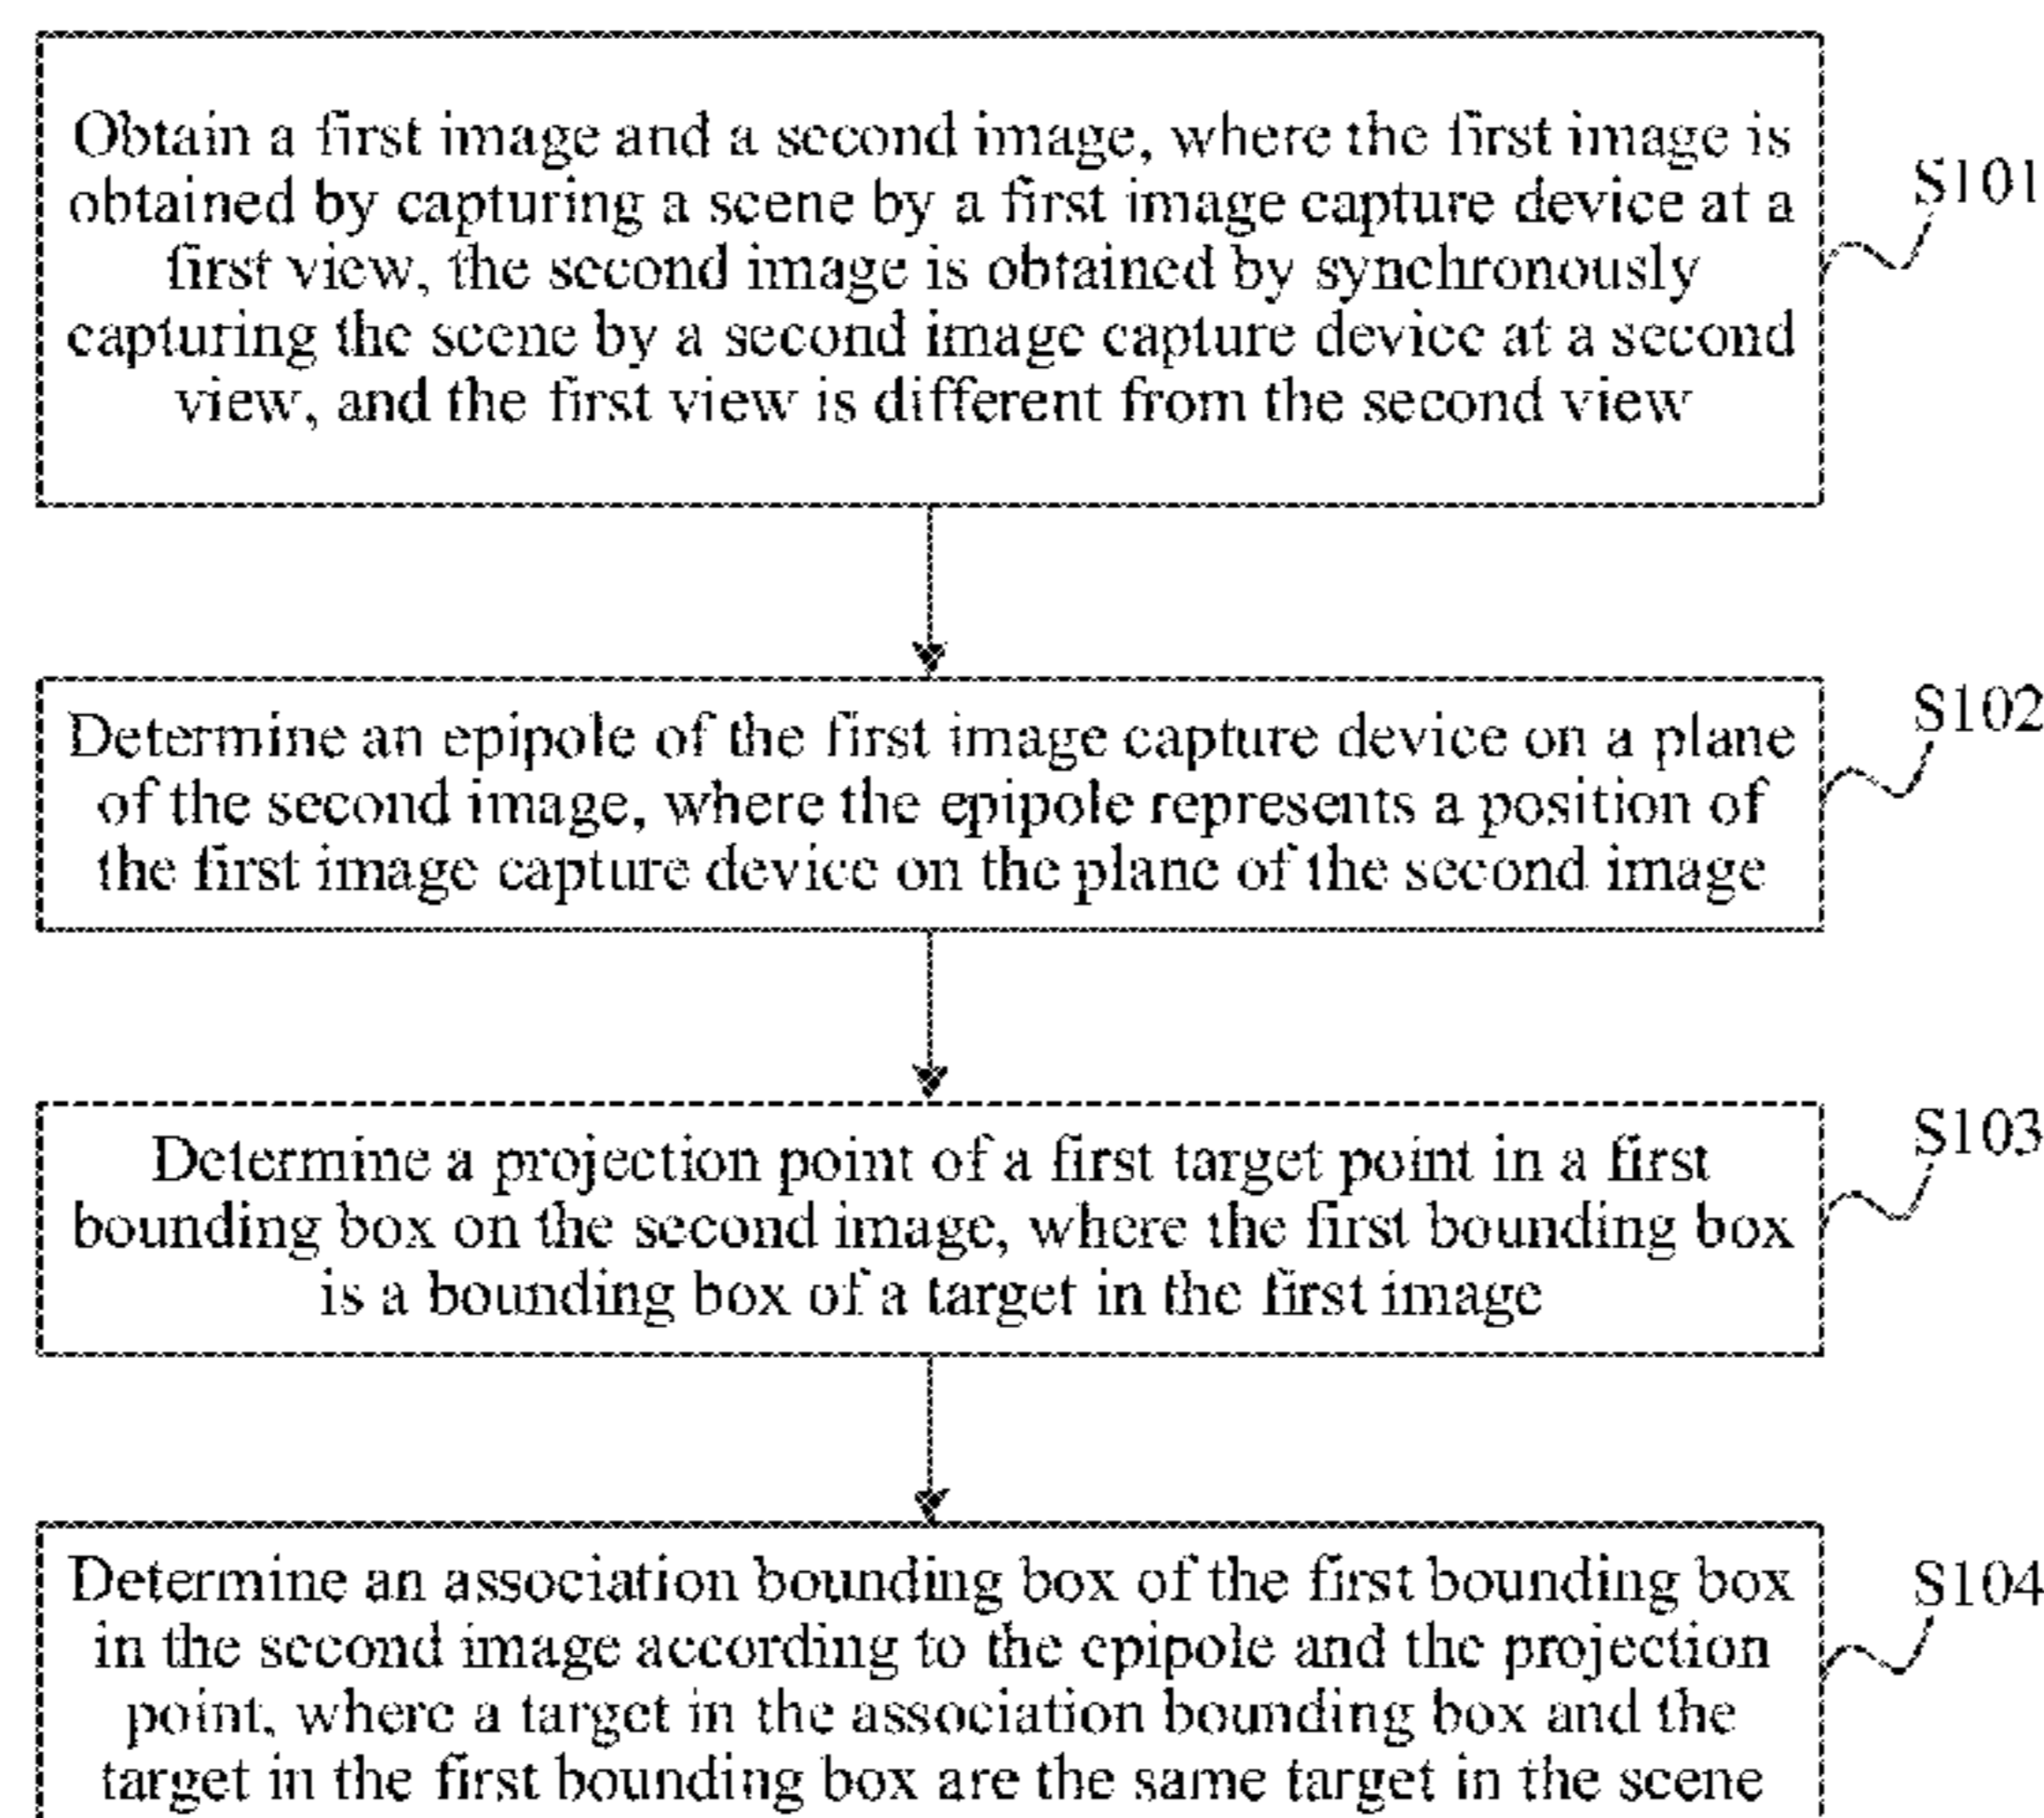 Obtain a first image and a second image, where the first image is
obtained by capturing a scene by a first image capture device at a
first view, the second image is obtained by synchronously
capturing the scene by a second image capture device at a second
view, and the first view is different from the second view
S101
Determine an epipole of the first image capture device on a plane
of the second image, where the epipole represents a position of
the first image capture device on the plane of the second image
S102
Determine a projection point of a first target point in a first
bounding box on the second image, where the first bounding box
is a bounding box of a target in the first image
S103
Determine an association bounding box of the first bounding box
in the second image according to the epipole and the projection
point, where a target in the association bounding box and the
target in the first bounding box are the same target in the scene
S104